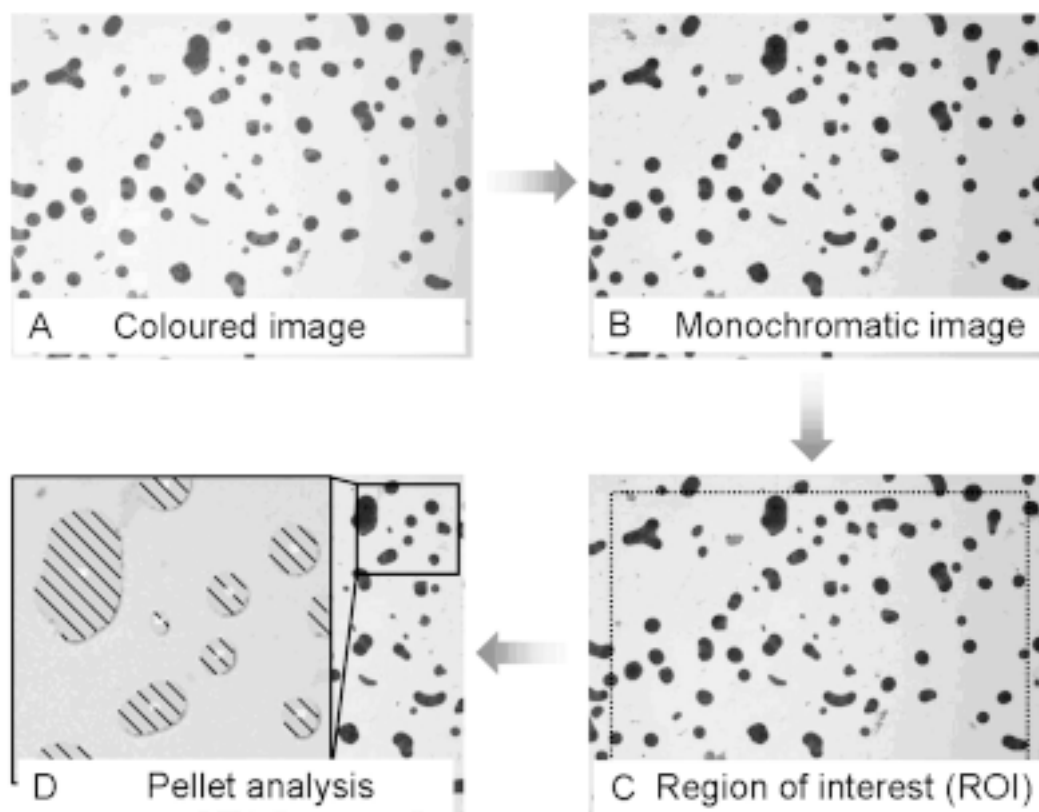 A Coloured image
B Monochromatic image
D Pellet analysis
C Region of interest (ROI)